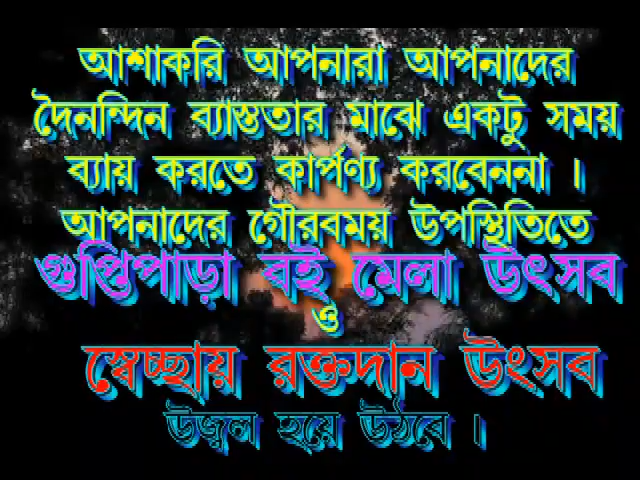 আশাকরি আপনারা আপনাদের
দৈনন্দিন ব্যাস্ততার মাঝে একটু সময়
ব্যায় করতে কার্পণ্য করবেননা ।
আপনাদের গৌরবময় উপস্থিতিতে
গুপ্তিপাড়া বই মেলা উৎসব
ও
স্বেচ্ছায় রক্তদান উৎসব
উজ্বল হয়ে উঠবে ।